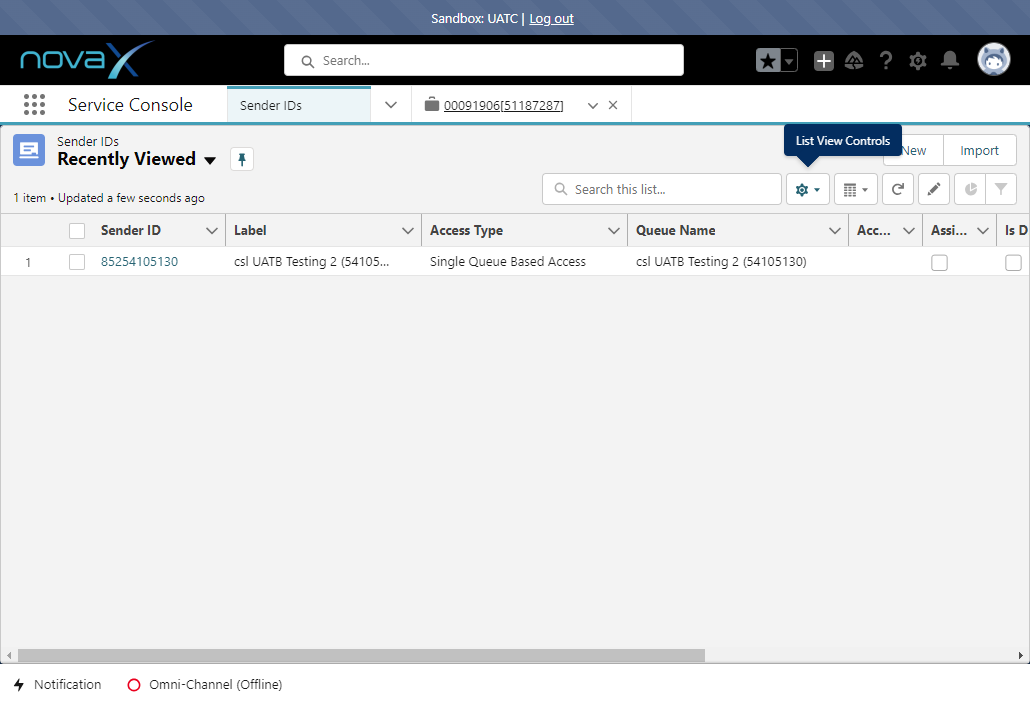 Sandbox: UATC | Log out
novaX
Search...
Service Console
Sender IDs
00091906[51187287]
Sender IDs
Recently Viewed
List View Controls
New
Import
1 item • Updated a few seconds ago
Search this list...
Sender ID
Label
Access Type
Queue Name
Acc...
Assi...
Is D
1
85254105130
csl UATB Testing 2 (54105...
Single Queue Based Access
csl UATB Testing 2 (54105130)
Notification
Omni-Channel (Offline)